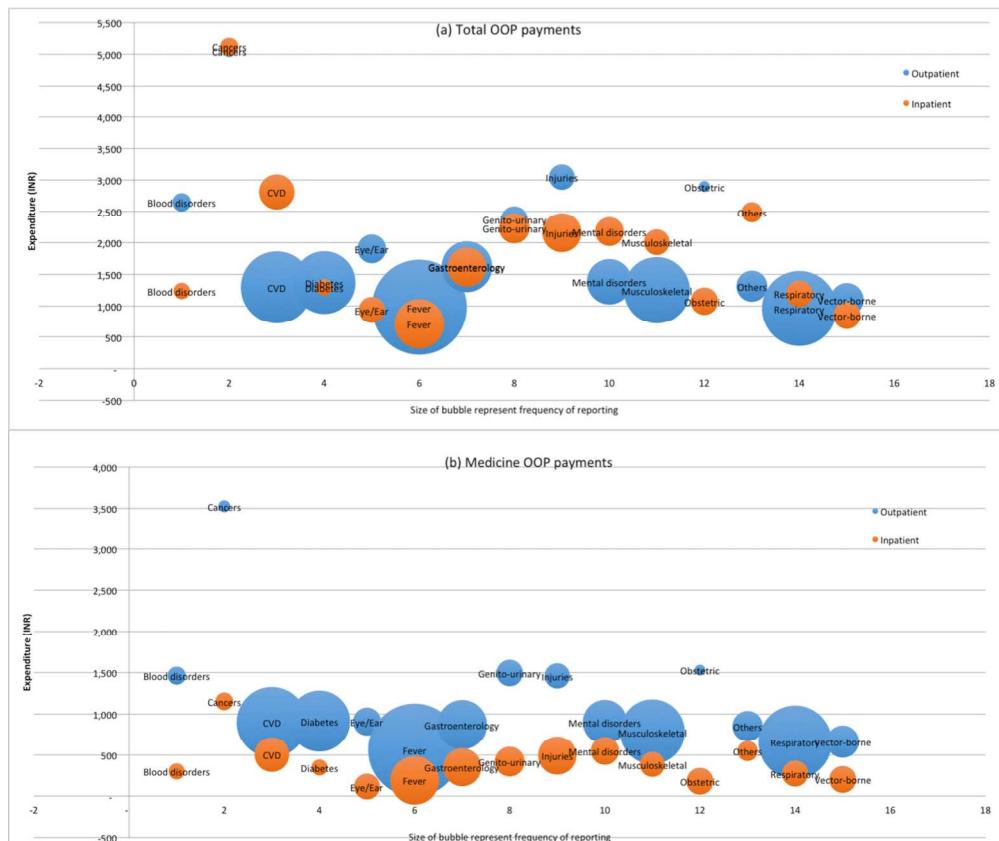 (a) Total OOP payments
5,500
5,000
4,500
4,000
3,500
3,000
2,500
2,000
1,500
1,000
500
-
-500
Expenditure (INR)
Outpatient
Inpatient
Cancers
Cancers
Blood disorders
CVD
Injuries
Obstetric
Others
Genito-urinary
Genito-urinary
Injuries
Mental disorders
Musculoskeletal
Eye/Ear
Gastroenterology
CVD
Diabetes
Diabetes
Blood disorders
Mental disorders
Musculoskeletal
Others
Respiratory
Respiratory
Vector-borne
Vector-borne
Obstetric
Eye/Ear
Fever
Fever
-2 0 2 4 6 8 10 12 14 16 18
Size of bubble represent frequency of reporting
(b) Medicine OOP payments
4,000
3,500
3,000
2,500
2,000
1,500
1,000
500
-
-500
Expenditure (INR)
Outpatient
Inpatient
Cancers
Blood disorders
Genito-urinary
Injuries
Obstetric
Cancers
CVD
Diabetes
Eye/Ear
Gastroenterology
Mental disorders
Musculoskeletal
Others
Respiratory
Vector-borne
Fever
CVD
Injuries
Mental disorders
Others
Blood disorders
Diabetes
Gastroenterology
Genito-urinary
Musculoskeletal
Respiratory
Eye/Ear
Fever
Obstetric
Vector-borne
-2 - 2 4 6 8 10 12 14 16 18
Size of bubble represent frequency of reporting